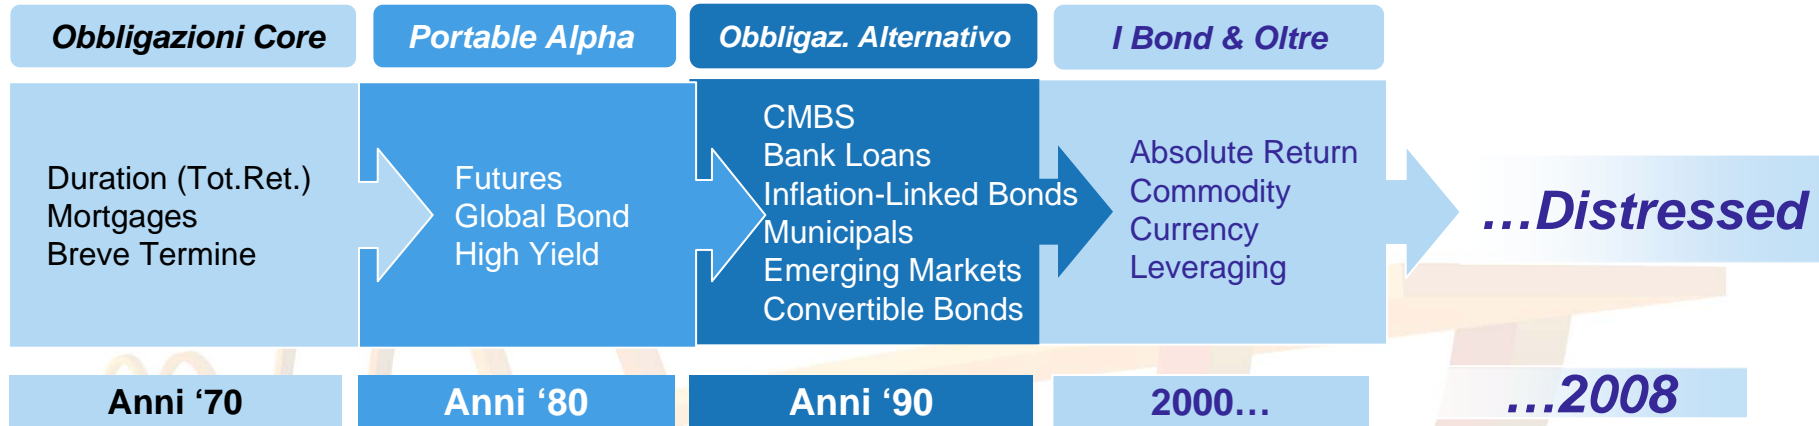 Obbligazioni Core
Portable Alpha
Obbligaz. Alternativo
I Bond & Oltre
Duration (Tot.Ret.)
Mortgages
Breve Termine
Futures
Global Bond
High Yield
CMBS
Bank Loans
Inflation-Linked Bonds
Municipals
Emerging Markets
Convertible Bonds
Absolute Return
Commodity
Currency
Leveraging
…Distressed
Anni ‘70
Anni ‘80
Anni ‘90
2000…
…2008